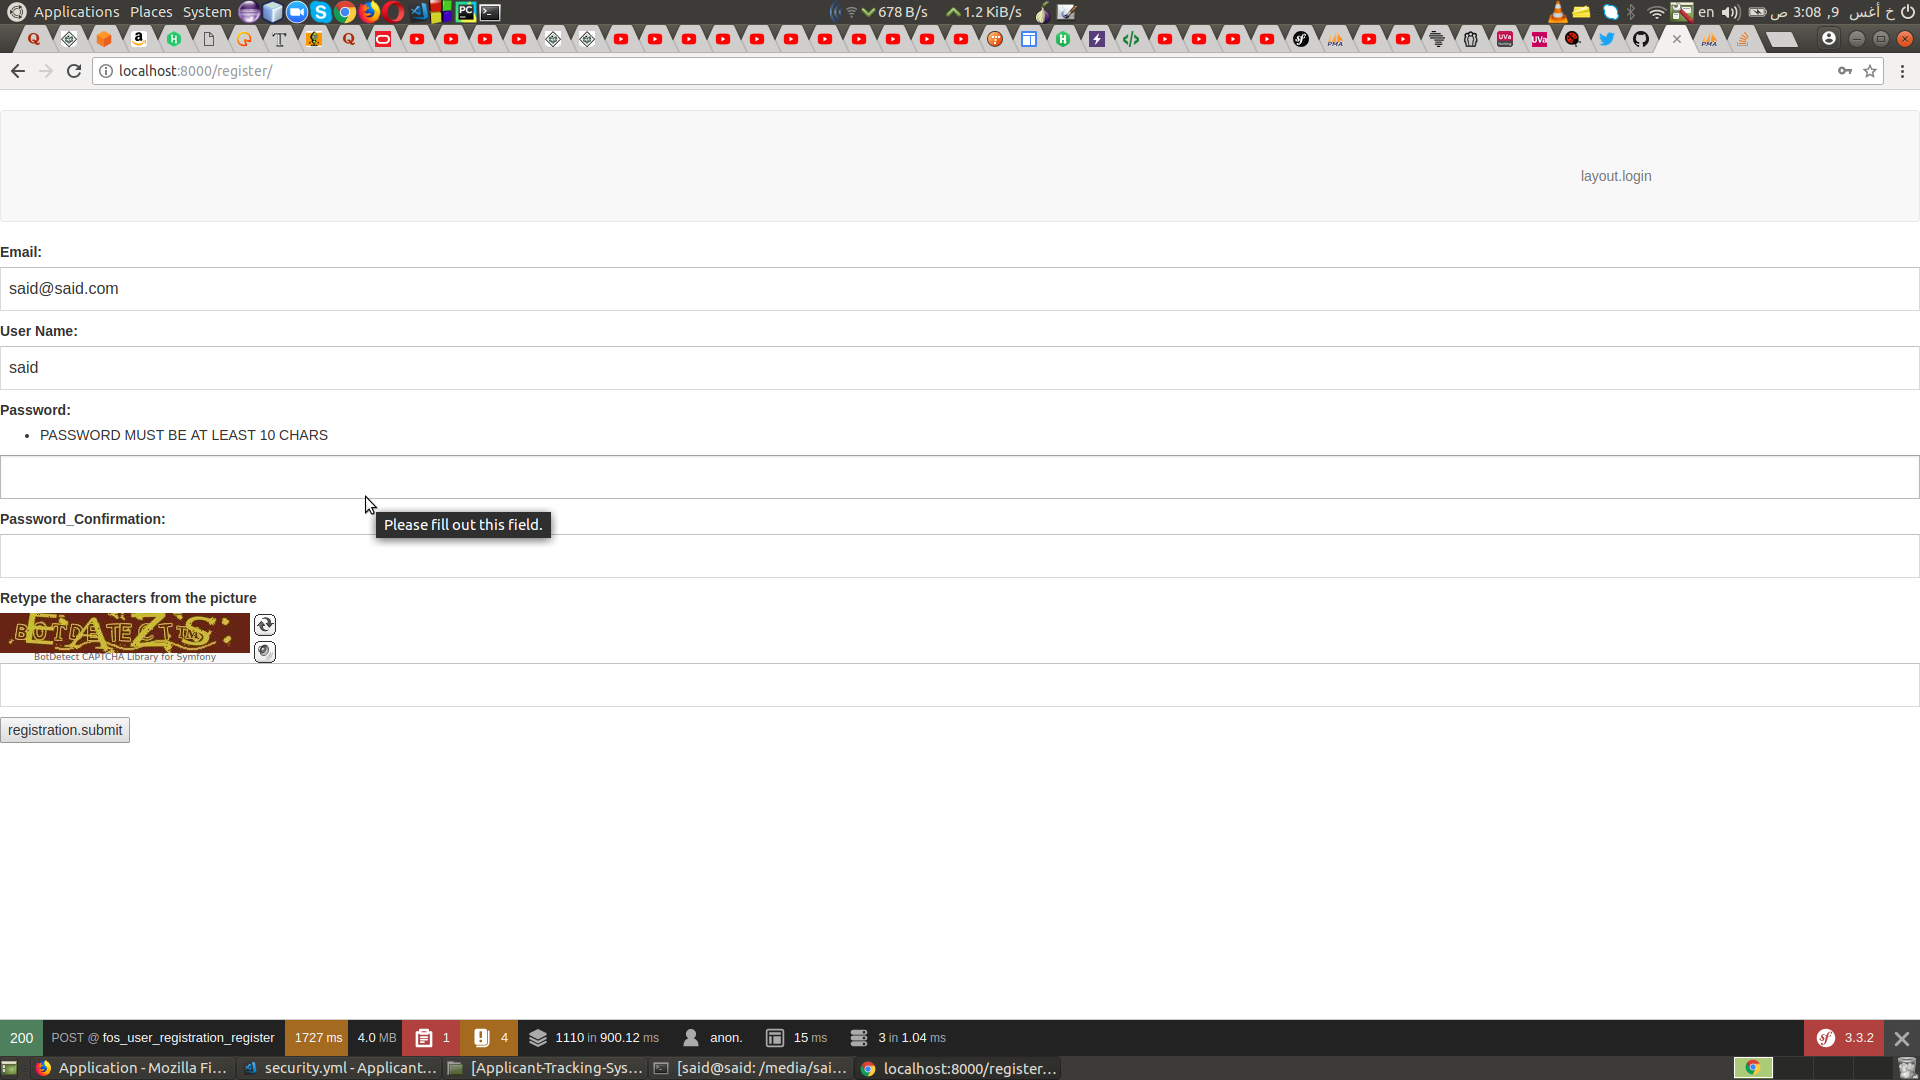 Applications Places System 678 B/s 1.2 KiB/s en خ أغس 9, 3:08 ص
localhost:8000/register/
layout.login
Email:
said@said.com
User Name:
said
Password:
• PASSWORD MUST BE AT LEAST 10 CHARS
Please fill out this field.
Password_Confirmation:
Retype the characters from the picture
BotDetect CAPTCHA Library for Symfony
registration.submit
200 POST @ fos_user_registration_register 1727 ms 4.0 MB 1 4 1110 in 900.12 ms anon. 15 ms 3 in 1.04 ms 3.3.2
Application - Mozilla Fi... security.yml - Applicant... [Applicant-Tracking-Sys... [said@said: /media/sai... localhost:8000/register...